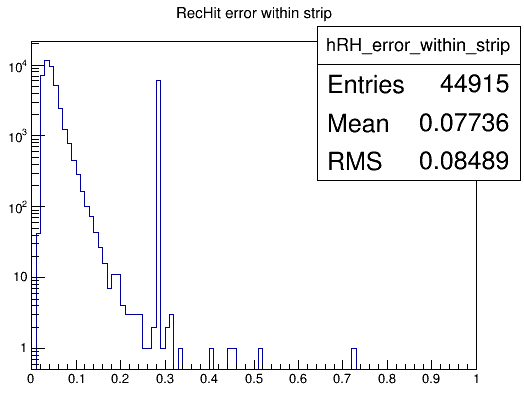 RecHit error within strip
hRH_error_within_strip
Entries 44915
Mean 0.07736
RMS 0.08489
10^4
10^3
10^2
10
1
0 0.1 0.2 0.3 0.4 0.5 0.6 0.7 0.8 0.9 1